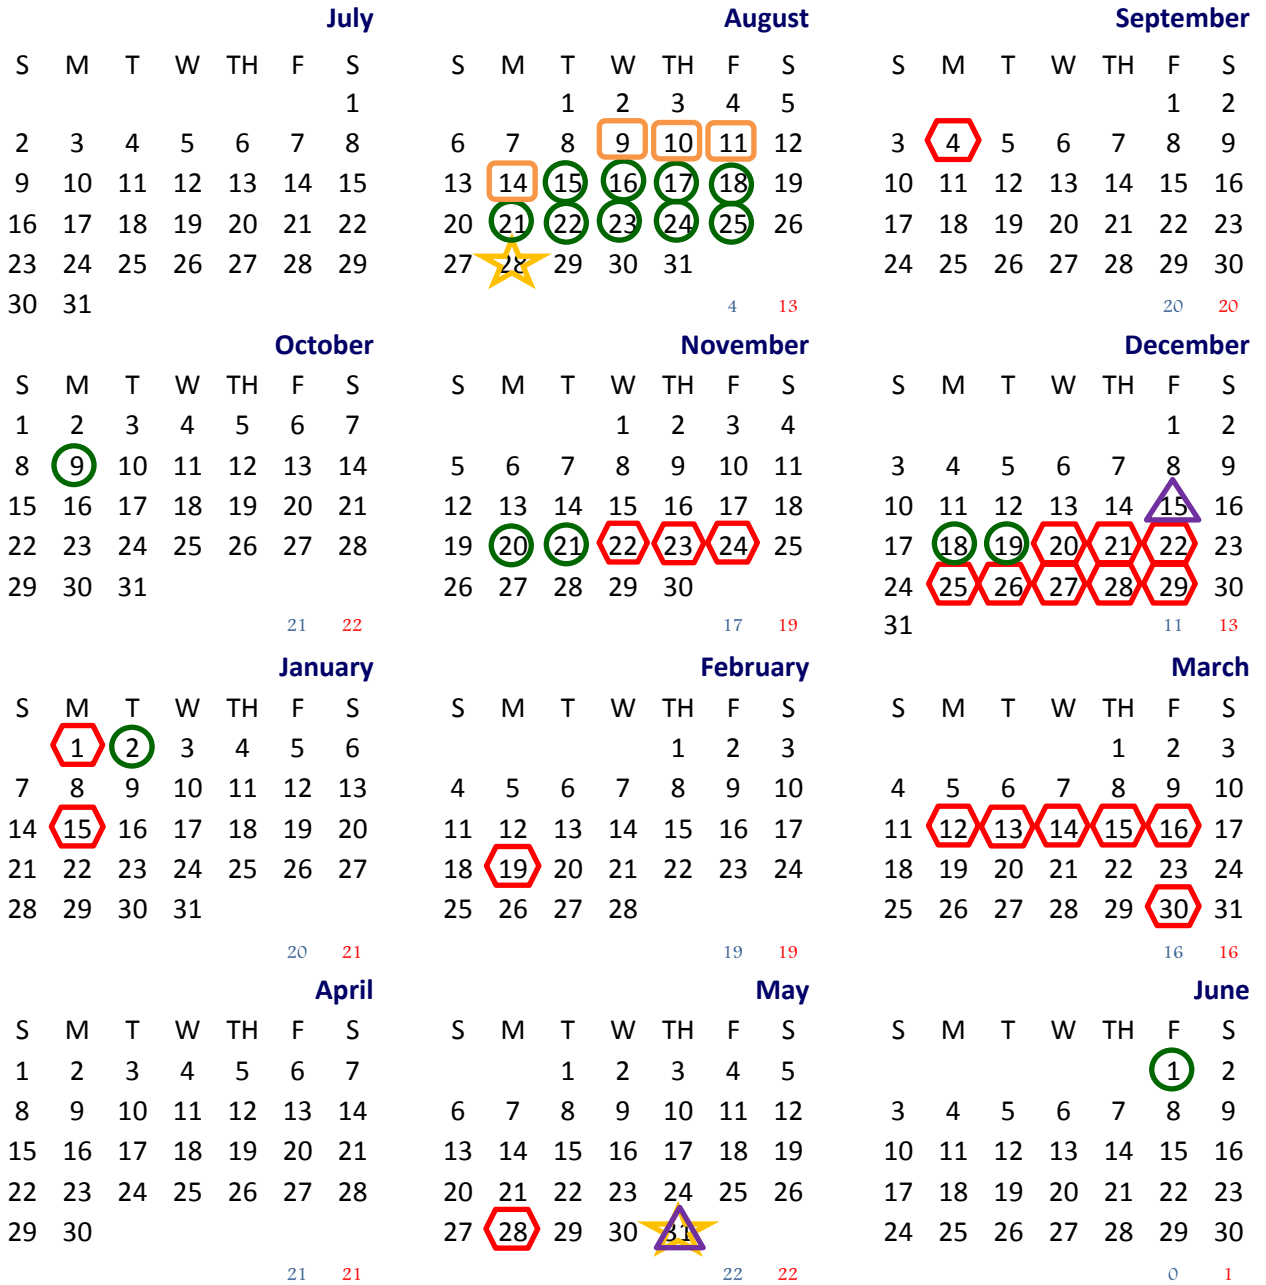 July August September
S M T W TH F S S M T W TH F S S M T W TH F S
1 1 2 3 4 5 1 2
2 3 4 5 6 7 8 6 7 8 9 10 11 12 3 4 5 6 7 8 9
9 10 11 12 13 14 15 13 14 15 16 17 18 19 10 11 12 13 14 15 16
16 17 18 19 20 21 22 20 21 22 23 24 25 26 17 18 19 20 21 22 23
23 24 25 26 27 28 29 27 28 29 30 31 24 25 26 27 28 29 30
30 31 4 13 20 20
October November December
S M T W TH F S S M T W TH F S S M T W TH F S
1 2 3 4 5 6 7 1 2 3 4 1 2
8 9 10 11 12 13 14 5 6 7 8 9 10 11 3 4 5 6 7 8 9
15 16 17 18 19 20 21 12 13 14 15 16 17 18 10 11 12 13 14 15 16
22 23 24 25 26 27 28 19 20 21 22 23 24 25 17 18 19 20 21 22 23
29 30 31 26 27 28 29 30 24 25 26 27 28 29 30
21 22 17 19 31 11 13
January February March
S M T W TH F S S M T W TH F S S M T W TH F S
1 2 3 4 5 6 1 2 3 1 2 3
7 8 9 10 11 12 13 4 5 6 7 8 9 10 4 5 6 7 8 9 10
14 15 16 17 18 19 20 11 12 13 14 15 16 17 11 12 13 14 15 16 17
21 22 23 24 25 26 27 18 19 20 21 22 23 24 18 19 20 21 22 23 24
28 29 30 31 25 26 27 28 25 26 27 28 29 30 31
20 21 19 19 16 16
April May June
S M T W TH F S S M T W TH F S S M T W TH F S
1 2 3 4 5 6 7 1 2 3 4 5 1 2
8 9 10 11 12 13 14 6 7 8 9 10 11 12 3 4 5 6 7 8 9
15 16 17 18 19 20 21 13 14 15 16 17 18 19 10 11 12 13 14 15 16
22 23 24 25 26 27 28 20 21 22 23 24 25 26 17 18 19 20 21 22 23
29 30 27 28 29 30 31 24 25 26 27 28 29 30
21 21 22 22 0 1